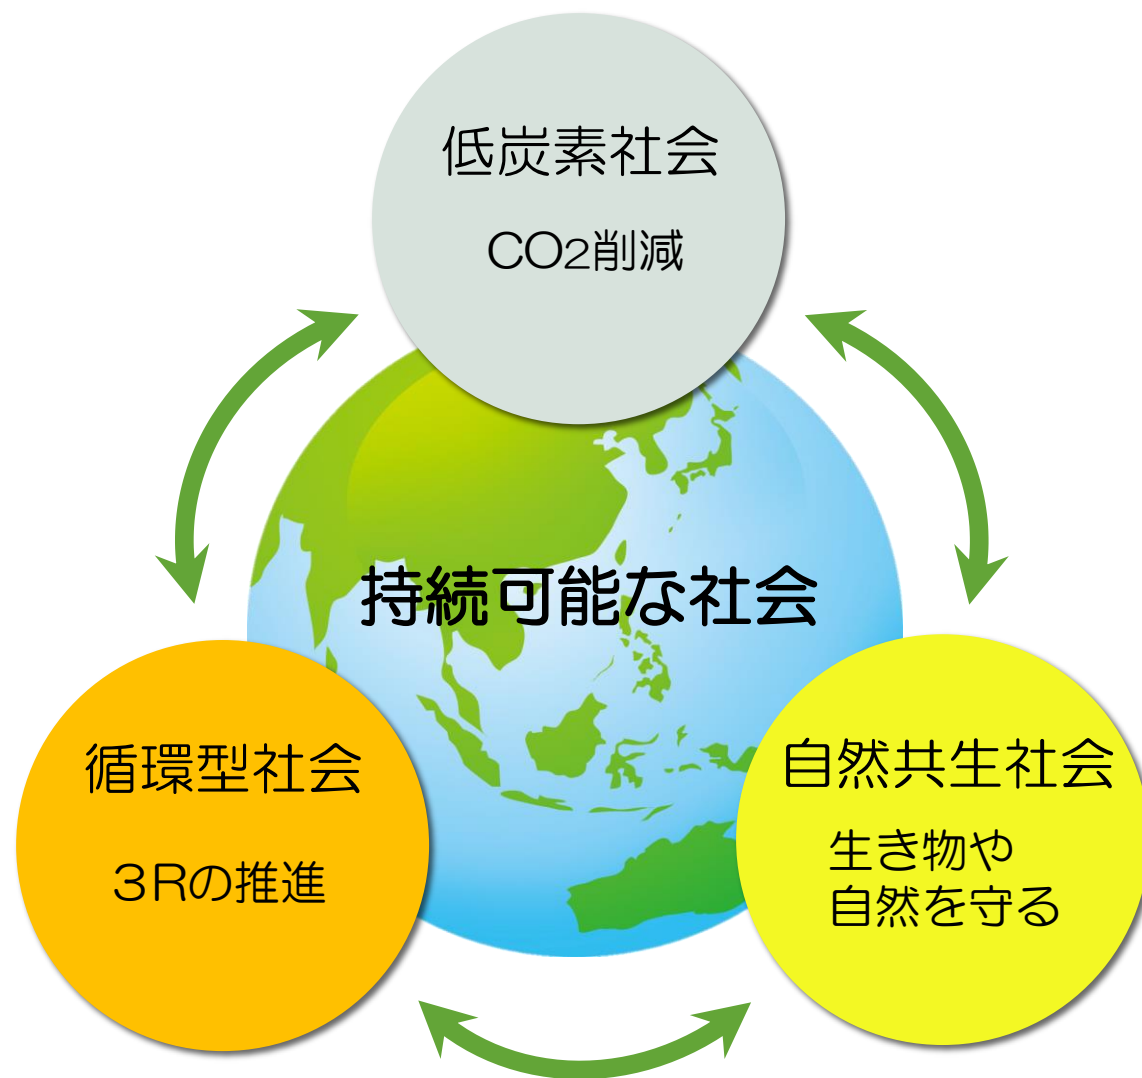 低炭素社会
CO2削減
持続可能な社会
循環型社会
3Rの推進
自然共生社会
生き物や
自然を守る